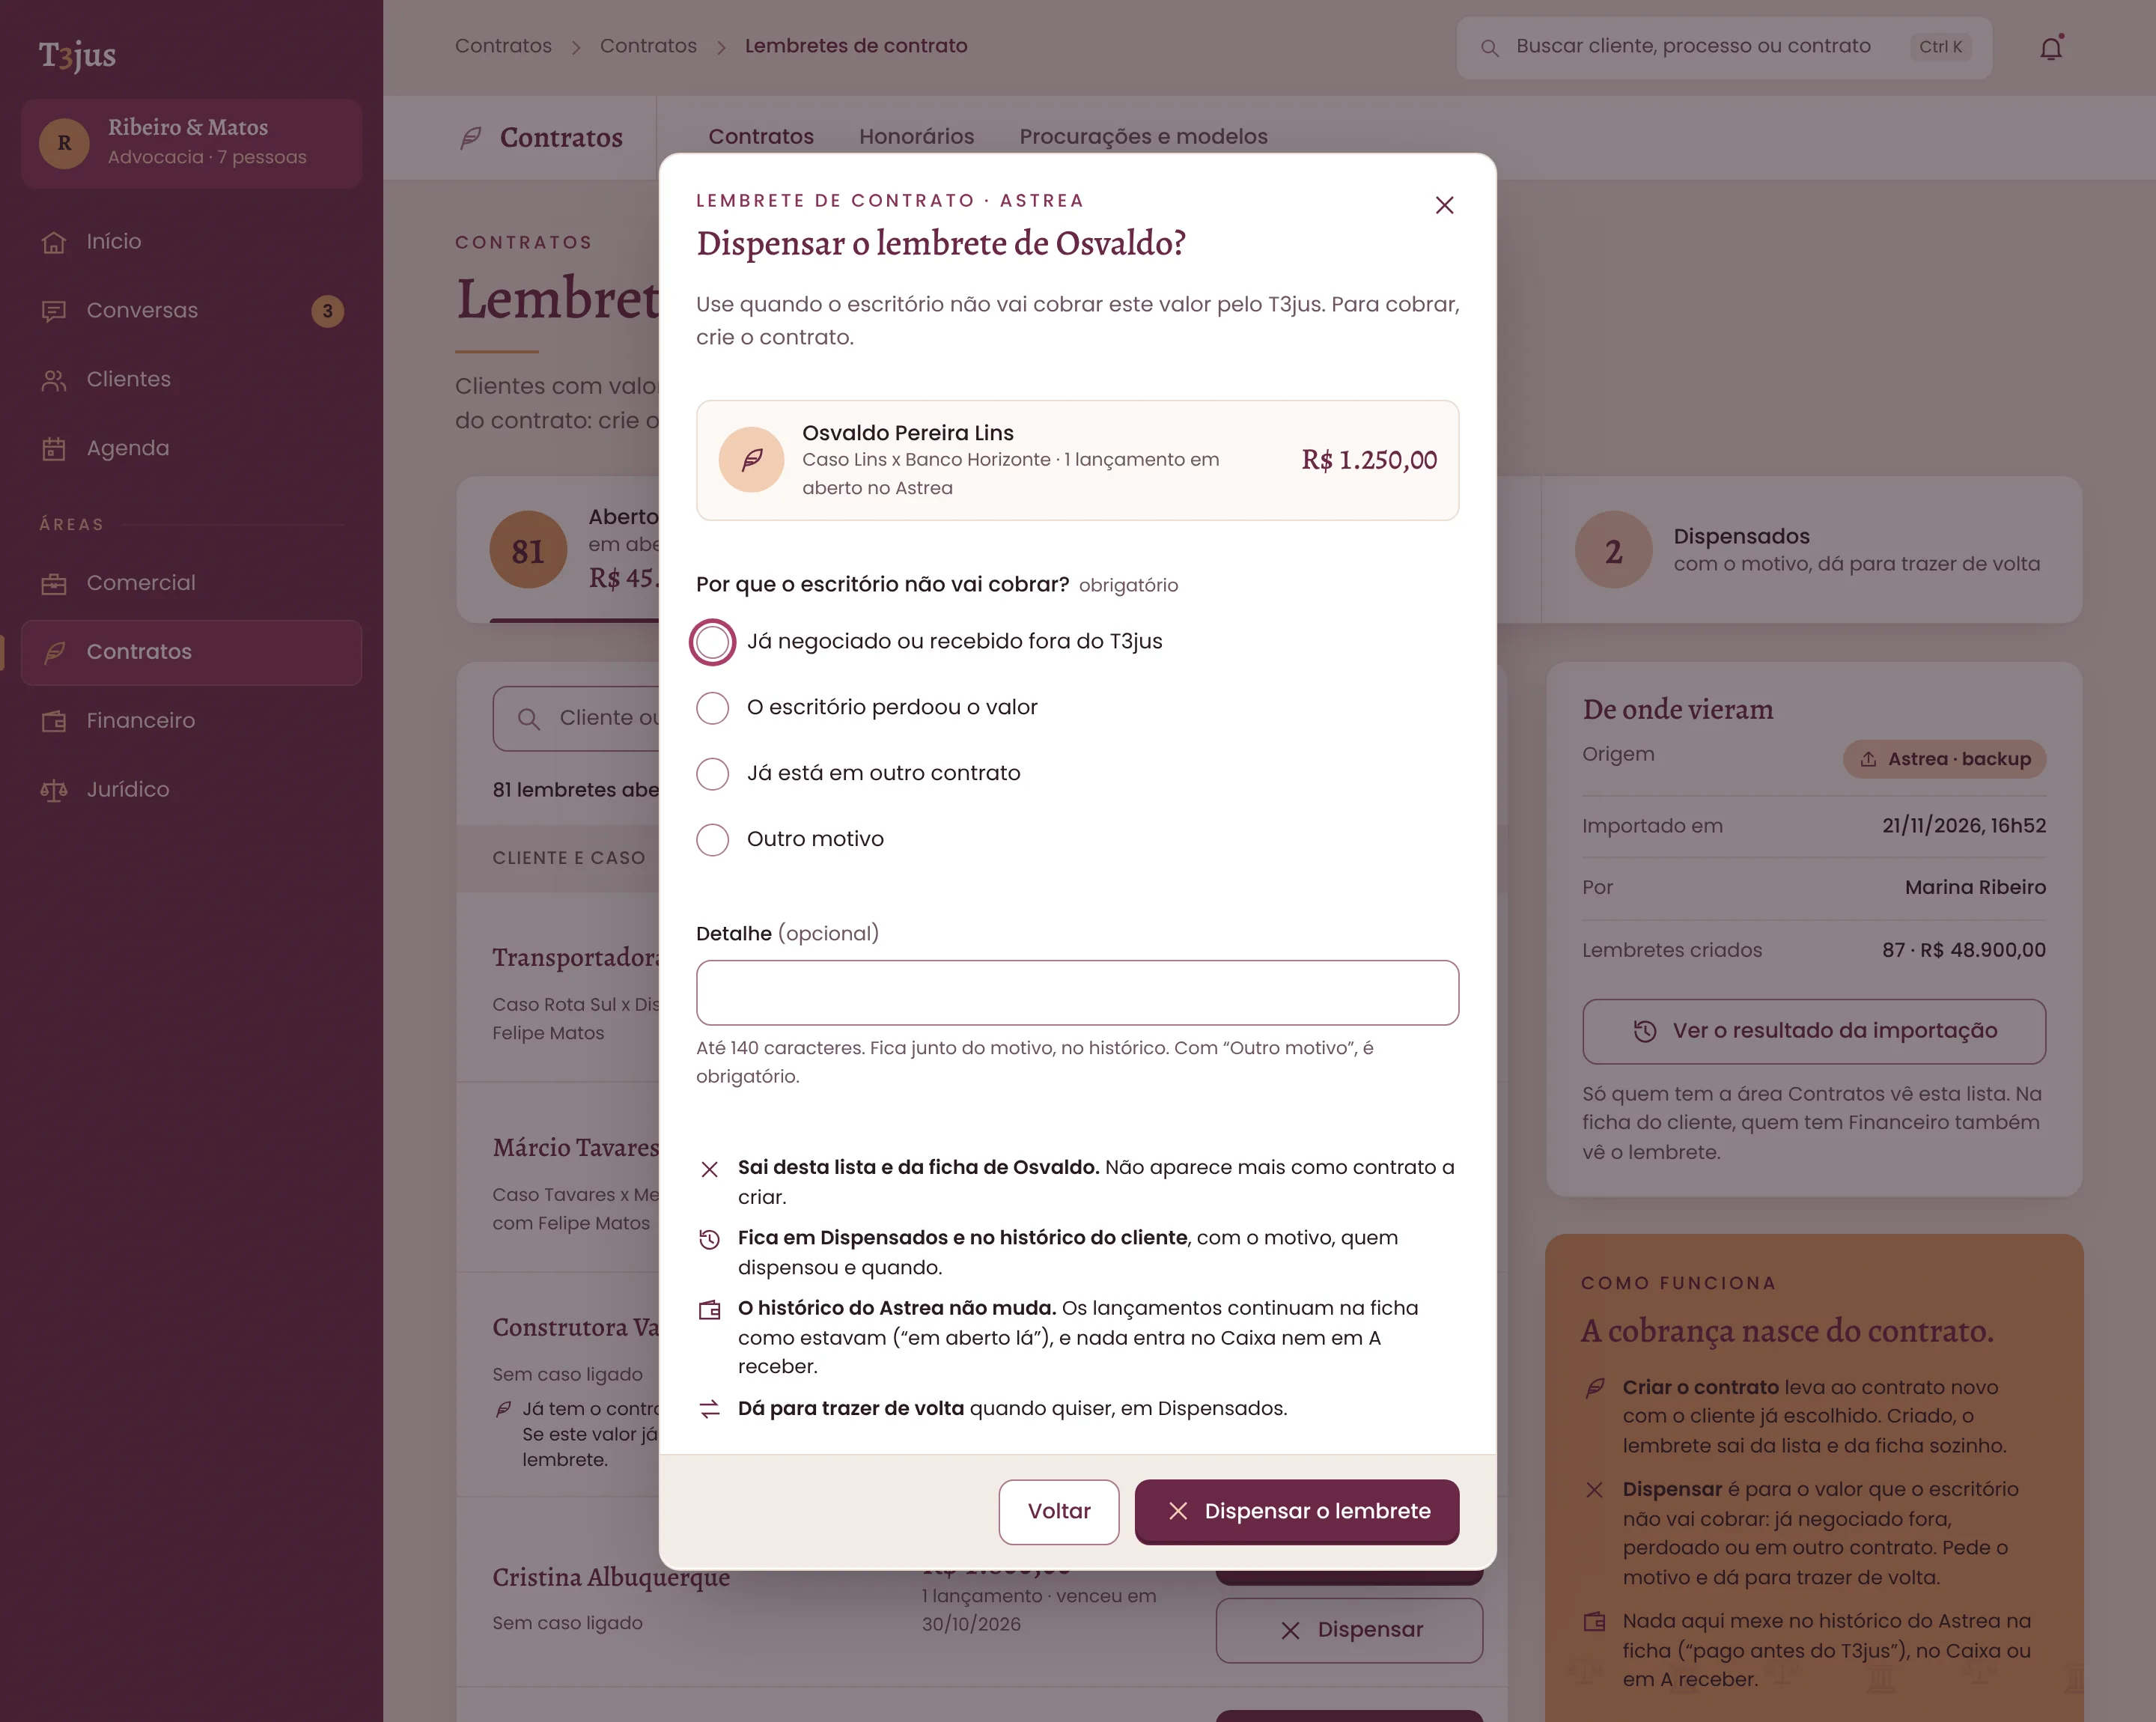 T3jus
Ribeiro & Matos
R
Advocacia · 7 pessoas
Início
Conversas
3
Clientes
Agenda
ÁREAS
Comercial
Contratos
Financeiro
Jurídico
Contratos
Contratos
Lembretes de contrato
Buscar cliente, processo ou contrato
Ctrl K
Contratos
Contratos
Honorários
Procurações e modelos
CONTRATOS
Clientes com
do contrato: crie o
81
em
R$ 45.
2
Dispensados
com o motivo, dá para trazer de volta
Cliente
81 lembretes
CLIENTE E CASO
Transportadora
Caso Rota Sul x
Felipe Matos
Márcio Tavares
Caso Tavares x
com Felipe Matos
Construtora
Sem caso ligado
Já tem o
Se este valor já
lembrete.
Cristina Albuquerque
Sem caso ligado
1 lançamento · venceu em
30/10/2026
Dispensar
LEMBRETE DE CONTRATO · ASTREA
Dispensar o lembrete de Osvaldo?
Use quando o escritório não vai cobrar este valor pelo T3jus. Para cobrar,
crie o contrato.
Osvaldo Pereira Lins
Caso Lins x Banco Horizonte · 1 lançamento em
aberto no Astrea
R$ 1.250,00
Por que o escritório não vai cobrar? obrigatório
Já negociado ou recebido fora do T3jus
O escritório perdoou o valor
Já está em outro contrato
Outro motivo
Detalhe (opcional)
Até 140 caracteres. Fica junto do motivo, no histórico. Com “Outro motivo”, é
obrigatório.
Sai desta lista e da ficha de Osvaldo. Não aparece mais como contrato a
criar.
Fica em Dispensados e no histórico do cliente, com o motivo, quem
dispensou e quando.
O histórico do Astrea não muda. Os lançamentos continuam na ficha
como estavam (“em aberto lá”), e nada entra no Caixa nem em A
receber.
Dá para trazer de volta quando quiser, em Dispensados.
Voltar
Dispensar o lembrete
De onde vieram
Origem
Astrea · backup
Importado em
21/11/2026, 16h52
Por
Marina Ribeiro
Lembretes criados
87 · R$ 48.900,00
Ver o resultado da importação
Só quem tem a área Contratos vê esta lista. Na
ficha do cliente, quem tem Financeiro também
vê o lembrete.
COMO FUNCIONA
A cobrança nasce do contrato.
Criar o contrato leva ao contrato novo
com o cliente já escolhido. Criado, o
lembrete sai da lista e da ficha sozinho.
Dispensar é para o valor que o escritório
não vai cobrar: já negociado fora,
perdoado ou em outro contrato. Pede o
motivo e dá para trazer de volta.
Nada aqui mexe no histórico do Astrea na
ficha (“pago antes do T3jus”), no Caixa ou
em A receber.